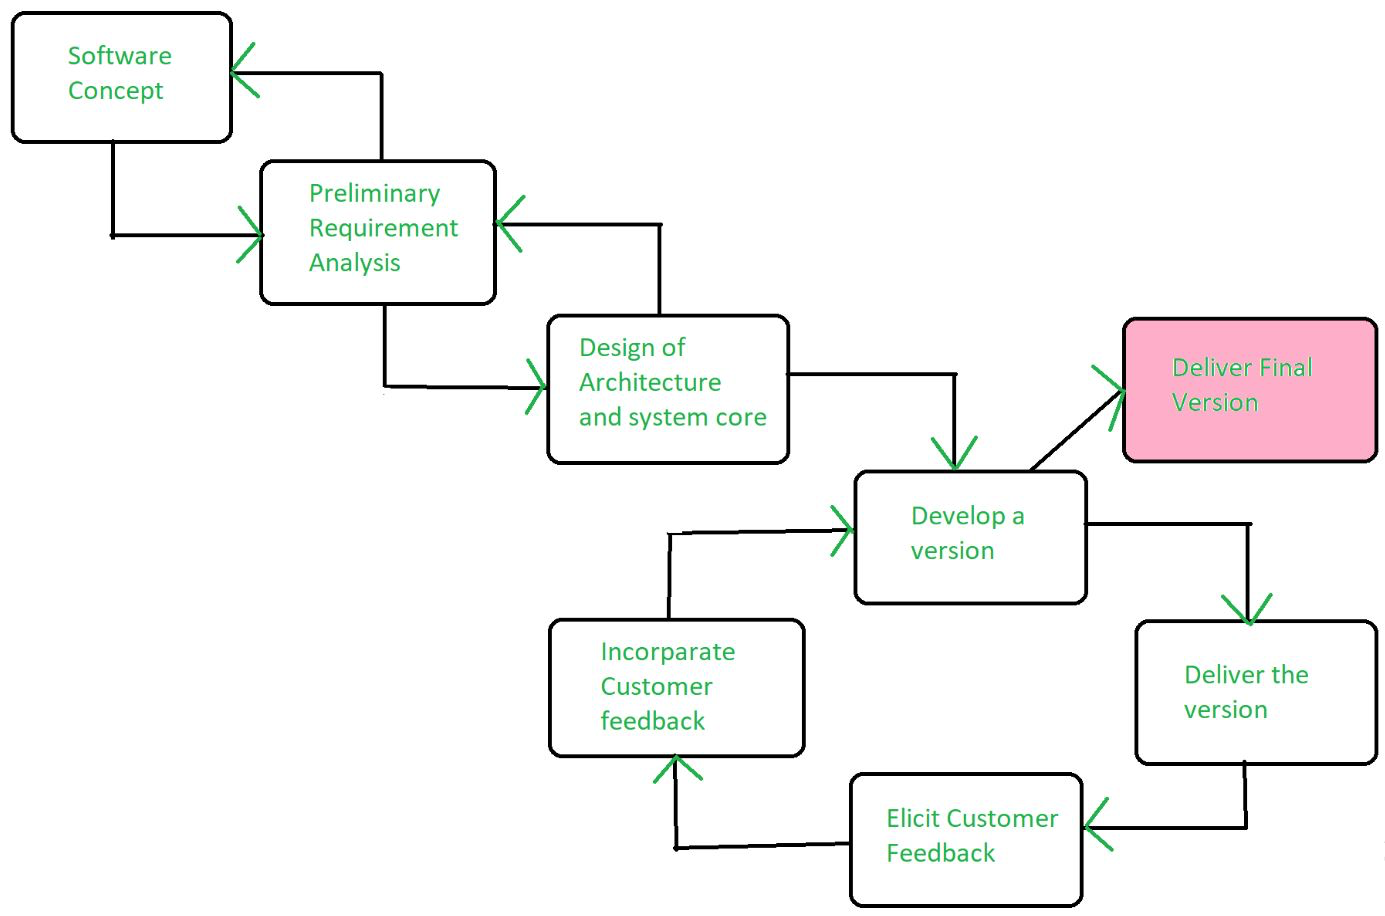 Software
Concept
Preliminary
Requirement
Analysis
Design of
Architecture
and system core
Deliver Final
Version
Develop a
version
Incorparate
Customer
feedback
Deliver the
version
Elicit Customer
Feedback